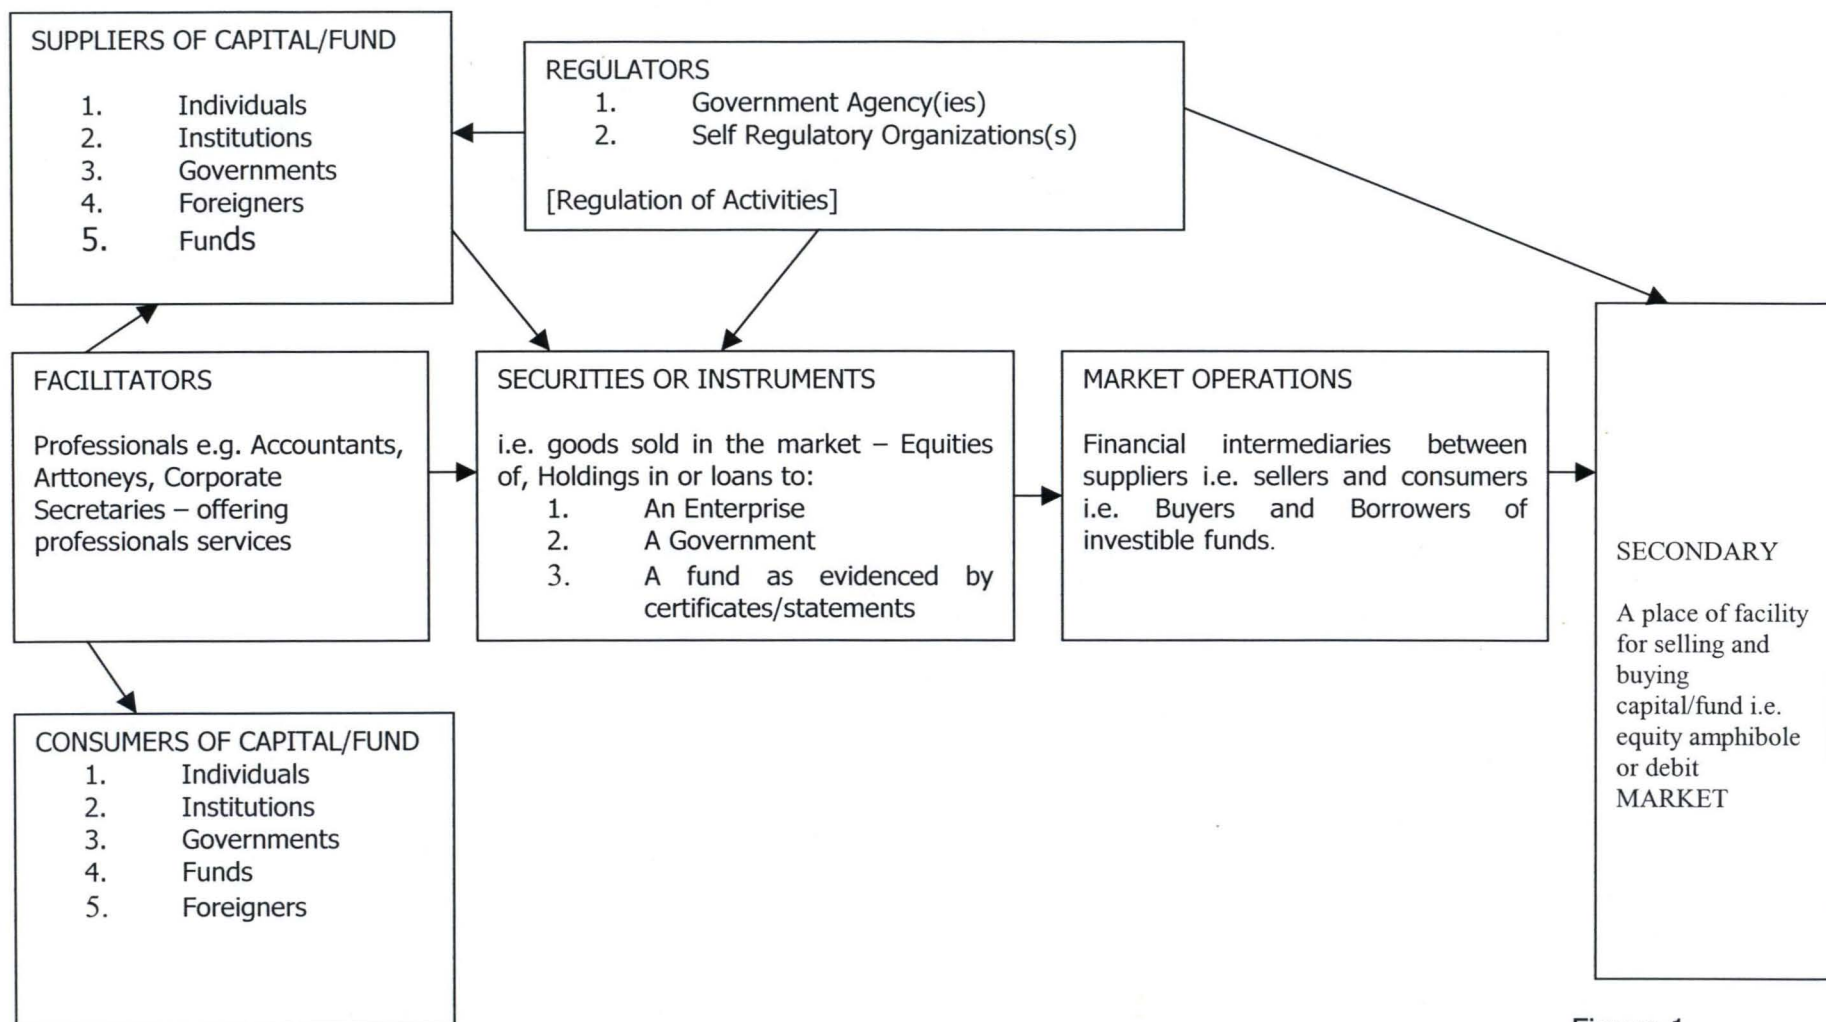 SUPPLIERS OF CAPITAL/FUND
1. Individuals
2. Institutions
3. Governments
4. Foreigners
5. Funds
REGULATORS
1. Government Agency(ies)
2. Self Regulatory Organizations(s)
[Regulation of Activities]
FACILITATORS
Professionals e.g. Accountants,
Arttoneys, Corporate
Secretaries – offering
professionals services
SECURITIES OR INSTRUMENTS
i.e. goods sold in the market – Equities
of, Holdings in or loans to:
1. An Enterprise
2. A Government
3. A fund as evidenced by
certificates/statements
MARKET OPERATIONS
Financial intermediaries between
suppliers i.e. sellers and consumers
i.e. Buyers and Borrowers of
investible funds.
SECONDARY
A place of facility
for selling and
buying
capital/fund i.e.
equity amphibole
or debit
MARKET
CONSUMERS OF CAPITAL/FUND
1. Individuals
2. Institutions
3. Governments
4. Funds
5. Foreigners